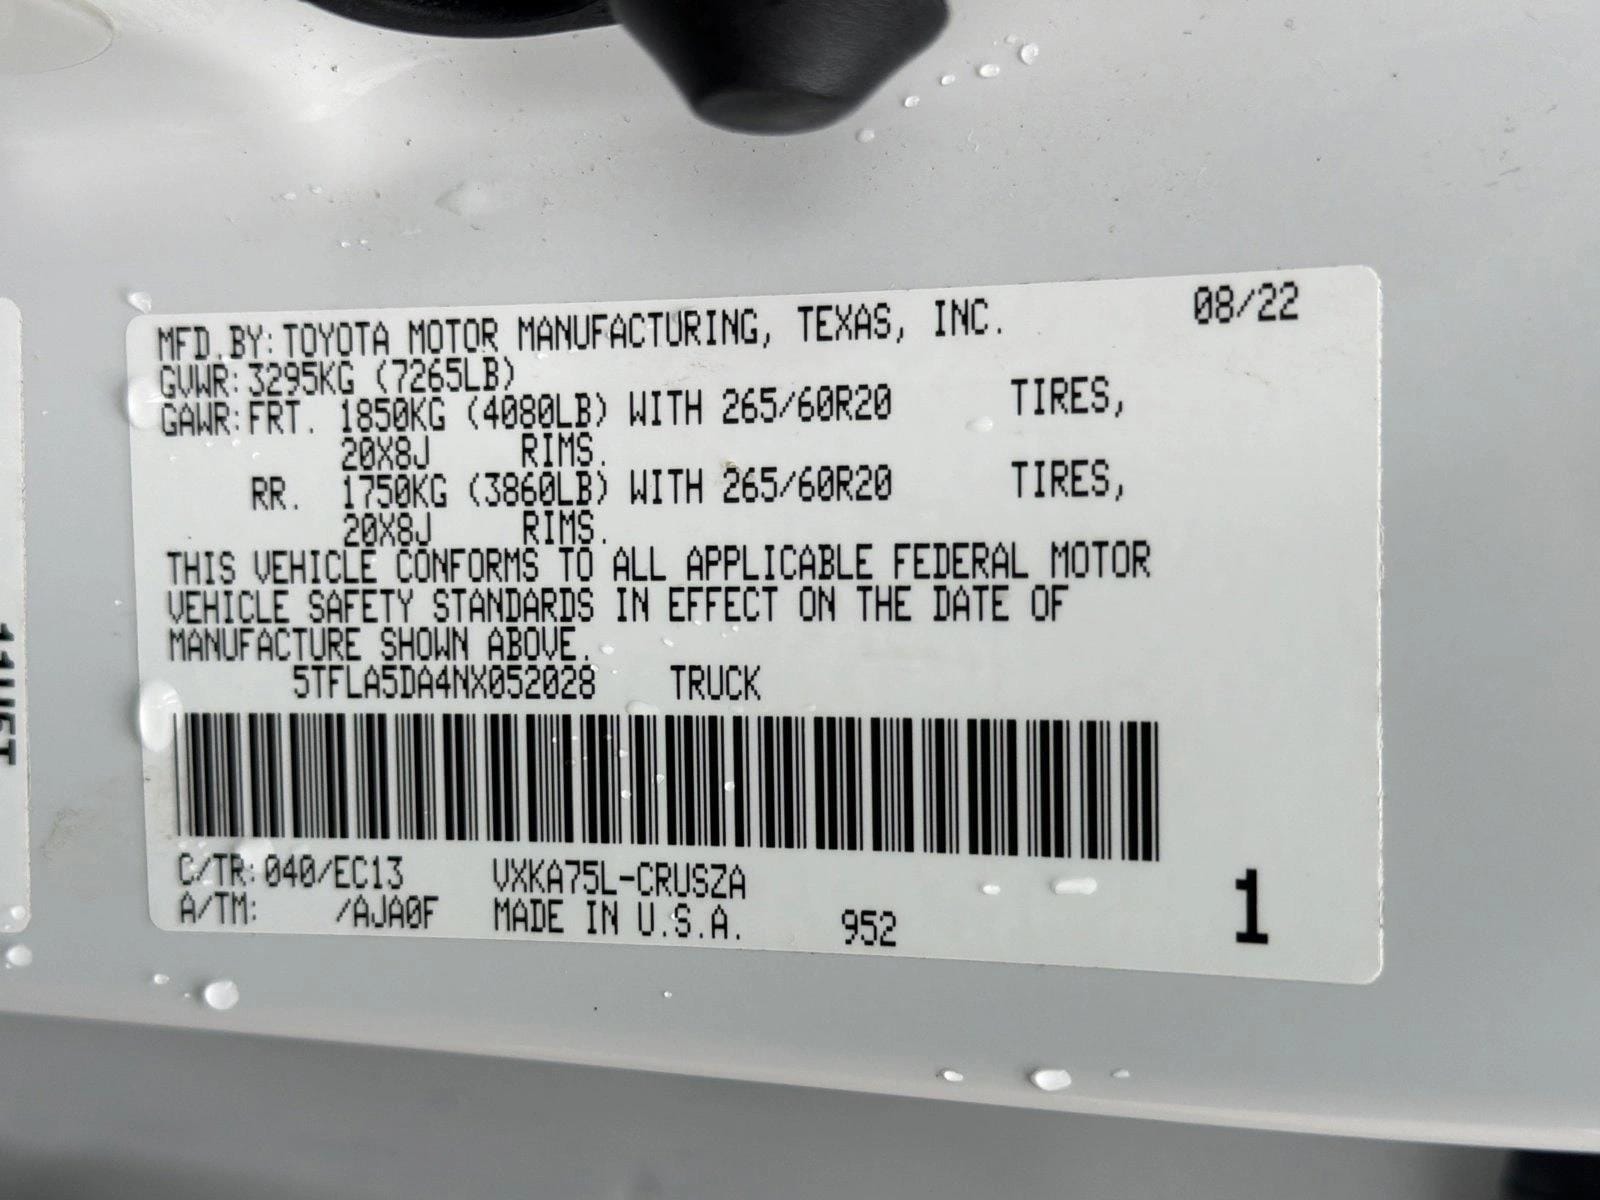 MFD.BY: TOYOTA MOTOR MANUFACTURING, TEXAS, INC. 08/22
GVWR: 3295KG (7265LB)
GAWR: FRT. 1850KG (4080LB) WITH 265/60R20 TIRES,
20X8J RIMS.
RR. 1750KG (3860LB) WITH 265/60R20 TIRES,
20X8J RIMS.
THIS VEHICLE CONFORMS TO ALL APPLICABLE FEDERAL MOTOR
VEHICLE SAFETY STANDARDS IN EFFECT ON THE DATE OF
MANUFACTURE SHOWN ABOVE.
5TFLA5DA4NX052028 TRUCK
C/TR: 040/EC13 VXKA75L-CRUSZA
A/TM: /AJA0F MADE IN U.S.A. 952 1